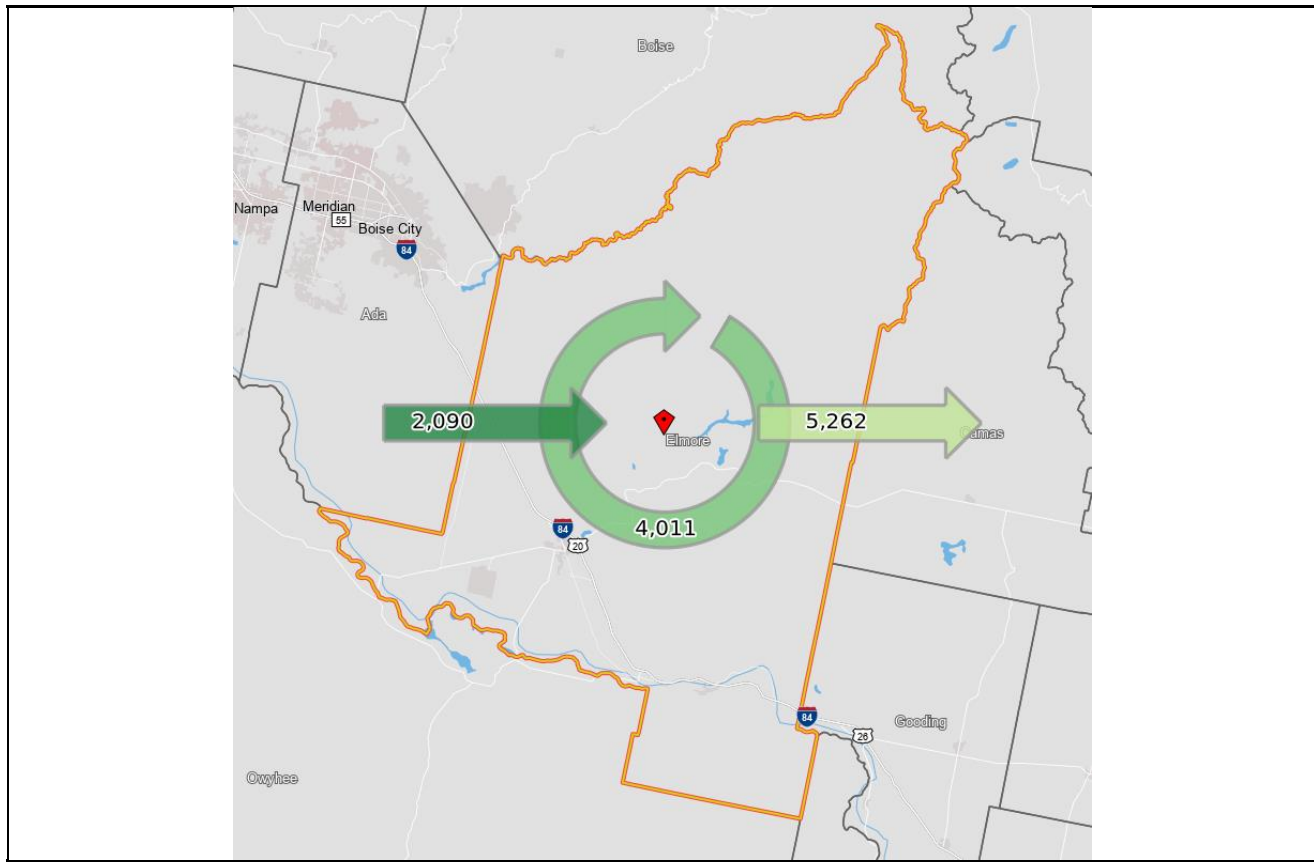 Boise
Nampa
Meridian
55
Boise City
84
Ada
2,090
5,262
Elmore
Camas
4,011
84
20
84
Gooding
26
Owyhee